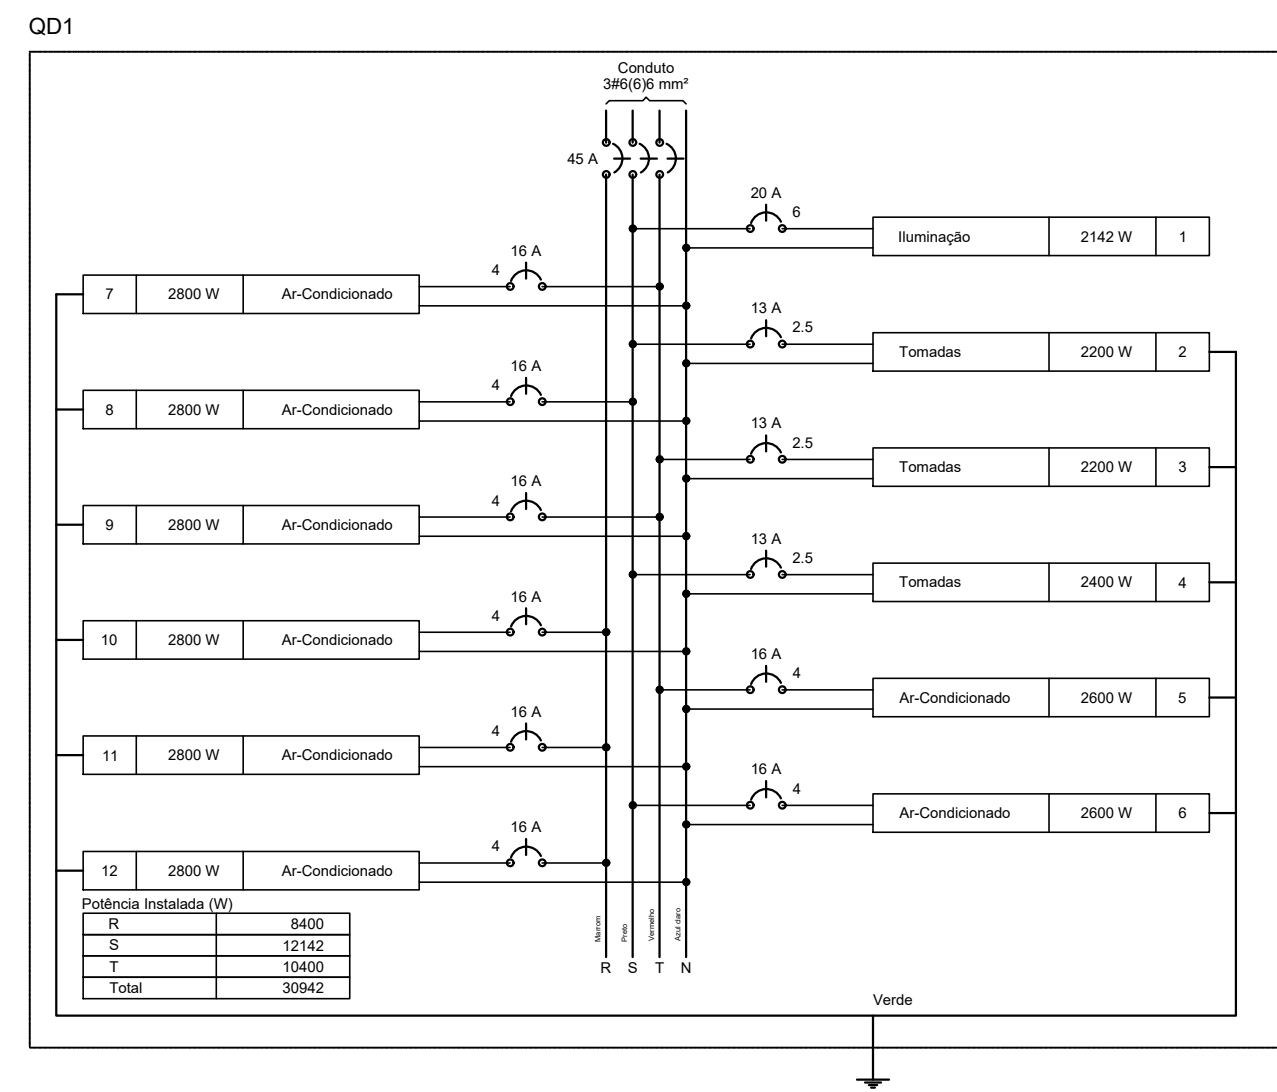 QD1
Conduto
3#6(6)6 mm²
45 A
20 A
6
Iluminação 2142 W 1
16 A
4
7 2800 W Ar-Condicionado
13 A
2.5
Tomadas 2200 W 2
16 A
4
8 2800 W Ar-Condicionado
13 A
2.5
Tomadas 2200 W 3
16 A
4
9 2800 W Ar-Condicionado
13 A
2.5
Tomadas 2400 W 4
16 A
4
10 2800 W Ar-Condicionado
16 A
4
Ar-Condicionado 2600 W 5
16 A
4
11 2800 W Ar-Condicionado
16 A
4
Ar-Condicionado 2600 W 6
16 A
4
12 2800 W Ar-Condicionado
Potência Instalada (W)
R 8400
S 12142
T 10400
Total 30942
Marrom
Preto
Vermelho
Azul claro
R S T N
Verde